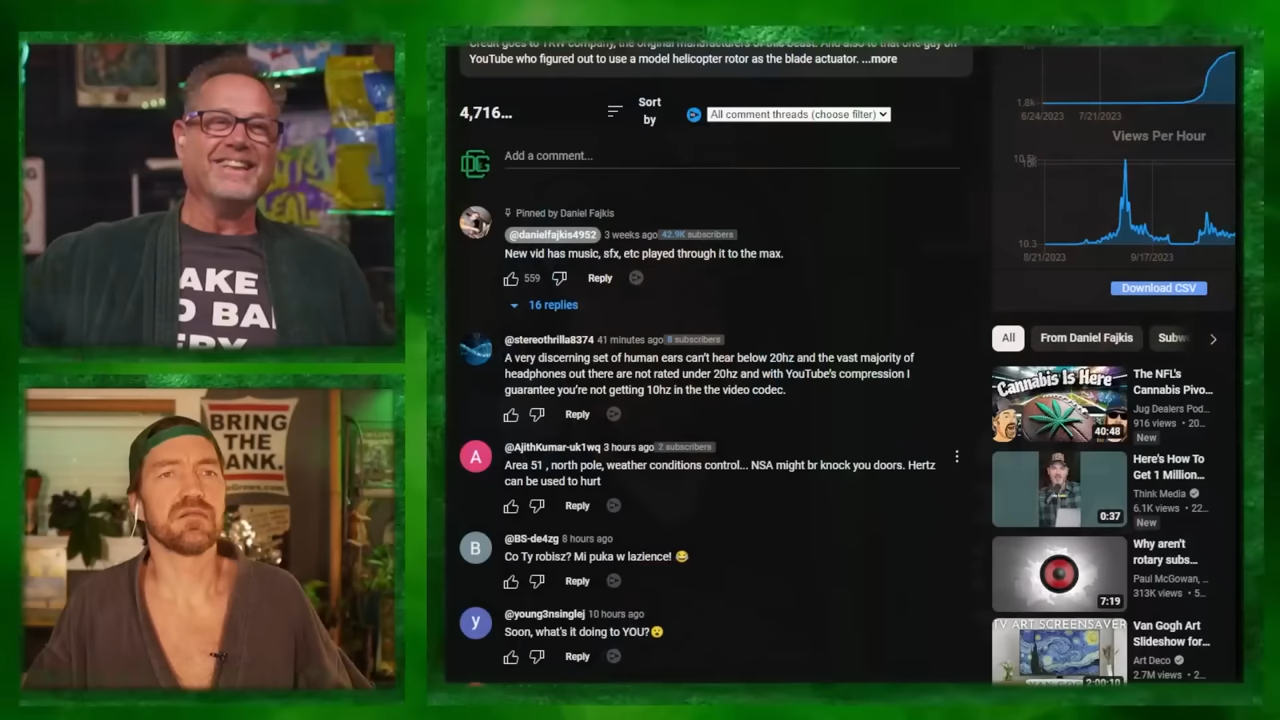 AKE
D BA
ERY
BRING
THE
BANK.
Credit goes to TRW company, the original manufacturers of this beast. And also to that one guy on
YouTube who figured out to use a model helicopter rotor as the blade actuator. ...more
4,716...
Sort
by
All comment threads (choose filter)
DG
Add a comment...
Pinned by Daniel Fajkis
@danielfajkis4952 3 weeks ago 42.9K subscribers
New vid has music, sfx, etc played through it to the max.
559 Reply
16 replies
@stereothrilla8374 41 minutes ago 8 subscribers
A very discerning set of human ears can't hear below 20hz and the vast majority of
headphones out there are not rated under 20hz and with YouTube's compression I
guarantee you're not getting 10hz in the the video codec.
Reply
A
@AjithKumar-uk1wq 3 hours ago 2 subscribers
Area 51 , north pole, weather conditions control... NSA might br knock you doors. Hertz
can be used to hurt
Reply
B
@BS-de4zg 8 hours ago
Co Ty robisz? Mi puka w lazience! 😂
Reply
y
@young3nsinglej 10 hours ago
Soon, what's it doing to YOU?😮
Reply
1.8k
6/24/2023 7/21/2023
Views Per Hour
10.3
8/21/2023 9/17/2023
Download CSV
All From Daniel Fajkis Subw
Cannabis Is Here
40:48
The NFL's
Cannabis Pivo...
Jug Dealers Pod...
916 views • 20...
New
0:37
Here's How To
Get 1 Million...
Think Media
6.1K views • 22...
New
7:19
Why aren't
rotary subs...
Paul McGowan, ...
313K views • 5...
TV ART SCREENSAVER
2:00:10
Van Gogh Art
Slideshow for...
Art Deco
2.7M views • 2...